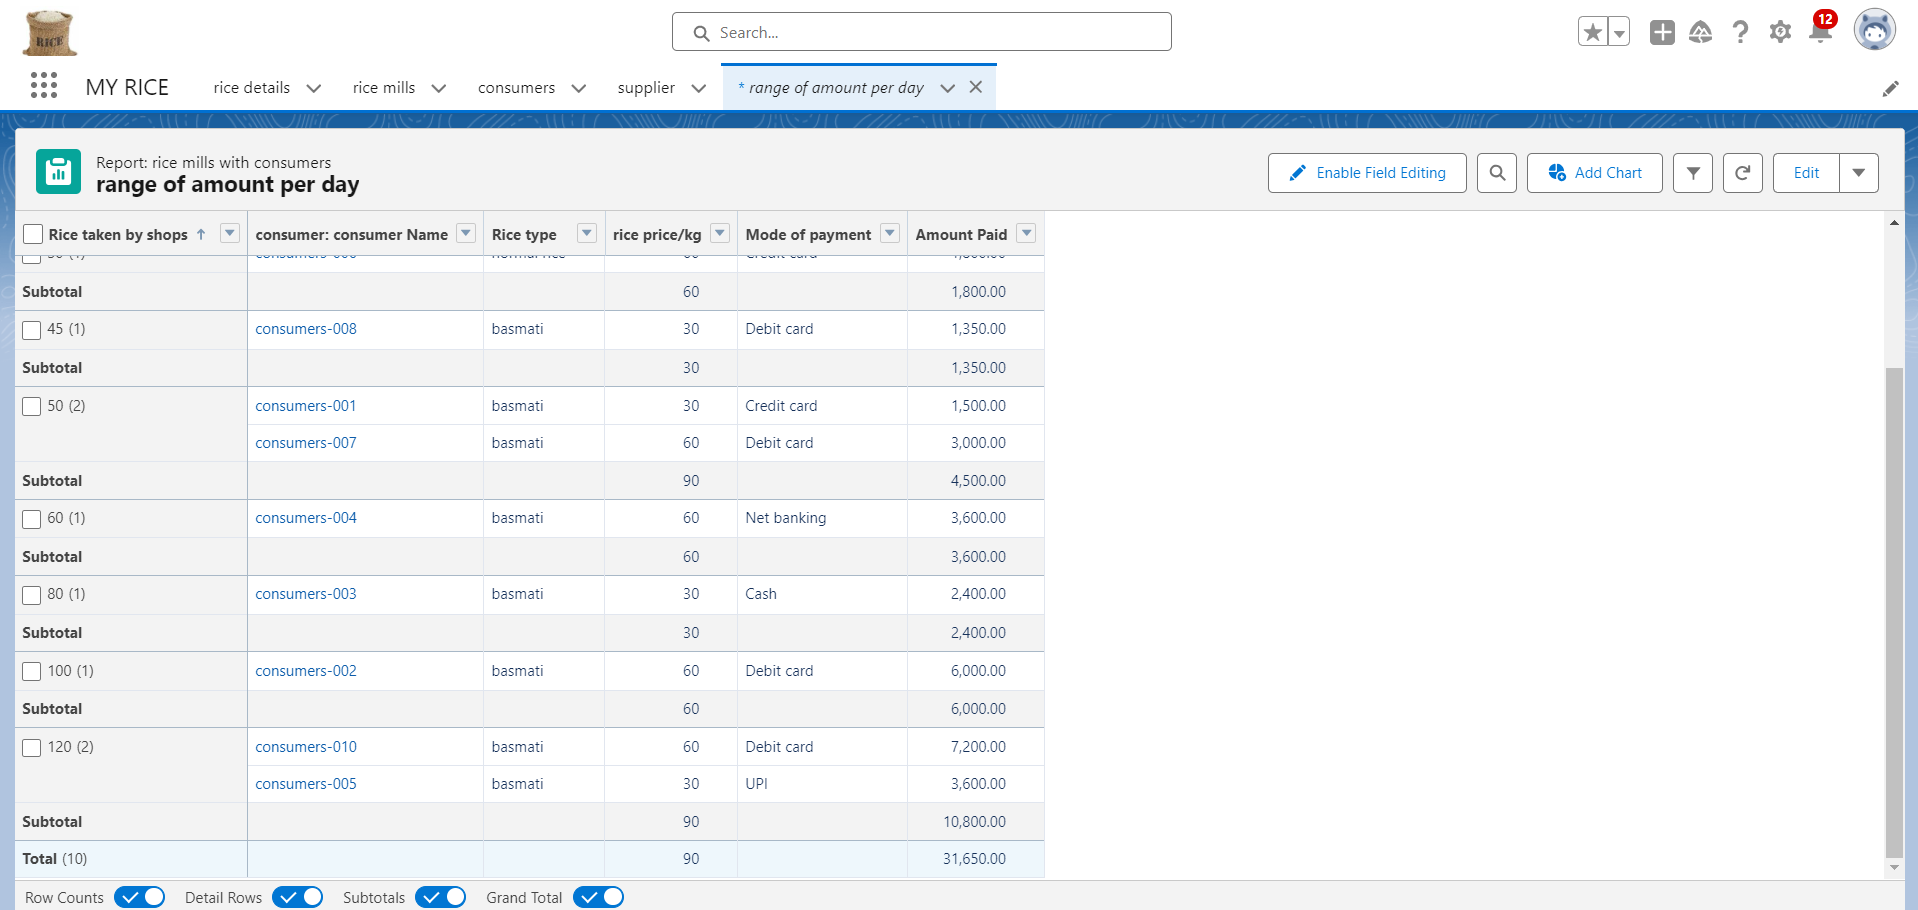 RICE
Search...
12
MY RICE rice details rice mills consumers supplier * range of amount per day
Report: rice mills with consumers
range of amount per day
Enable Field Editing Add Chart Edit
Rice taken by shops ↑ consumer: consumer Name Rice type rice price/kg Mode of payment Amount Paid
Subtotal 60 1,800.00
45 (1) consumers-008 basmati 30 Debit card 1,350.00
Subtotal 30 1,350.00
50 (2) consumers-001 basmati 30 Credit card 1,500.00
consumers-007 basmati 60 Debit card 3,000.00
Subtotal 90 4,500.00
60 (1) consumers-004 basmati 60 Net banking 3,600.00
Subtotal 60 3,600.00
80 (1) consumers-003 basmati 30 Cash 2,400.00
Subtotal 30 2,400.00
100 (1) consumers-002 basmati 60 Debit card 6,000.00
Subtotal 60 6,000.00
120 (2) consumers-010 basmati 60 Debit card 7,200.00
consumers-005 basmati 30 UPI 3,600.00
Subtotal 90 10,800.00
Total (10) 90 31,650.00
Row Counts Detail Rows Subtotals Grand Total